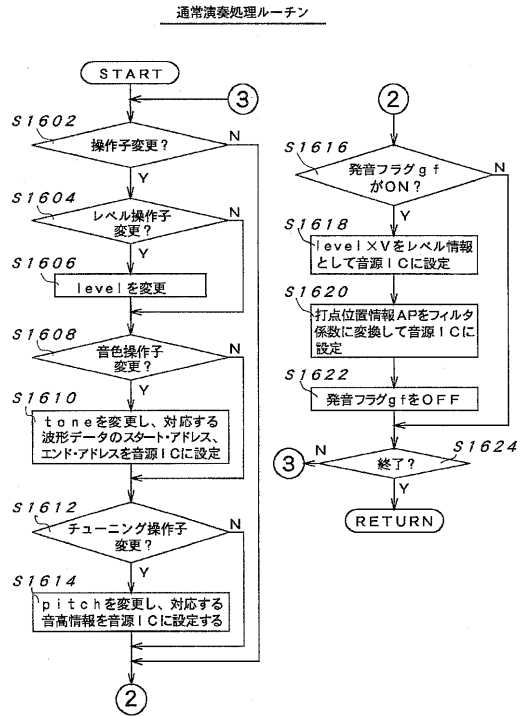 通常演奏処理ルーチン
START
③
S1602
操作子変更？
N
Y
S1604
レベル操作子
変更？
N
Y
S1606
levelを変更
S1608
音色操作子
変更？
N
Y
S1610
toneを変更し、対応する
波形データのスタート・アドレス、
エンド・アドレスを音源ICに設定
S1612
チューニング操作子
変更？
N
Y
S1614
pitchを変更し、対応する
音高情報を音源ICに設定する
②
②
S1616
発音フラグgf
がON？
N
Y
S1618
level×Vをレベル情報
として音源ICに設定
S1620
打点位置情報APをフィルタ
係数に変換して音源ICに
設定
S1622
発音フラグgfをOFF
S1624
③
N
終了？
Y
RETURN